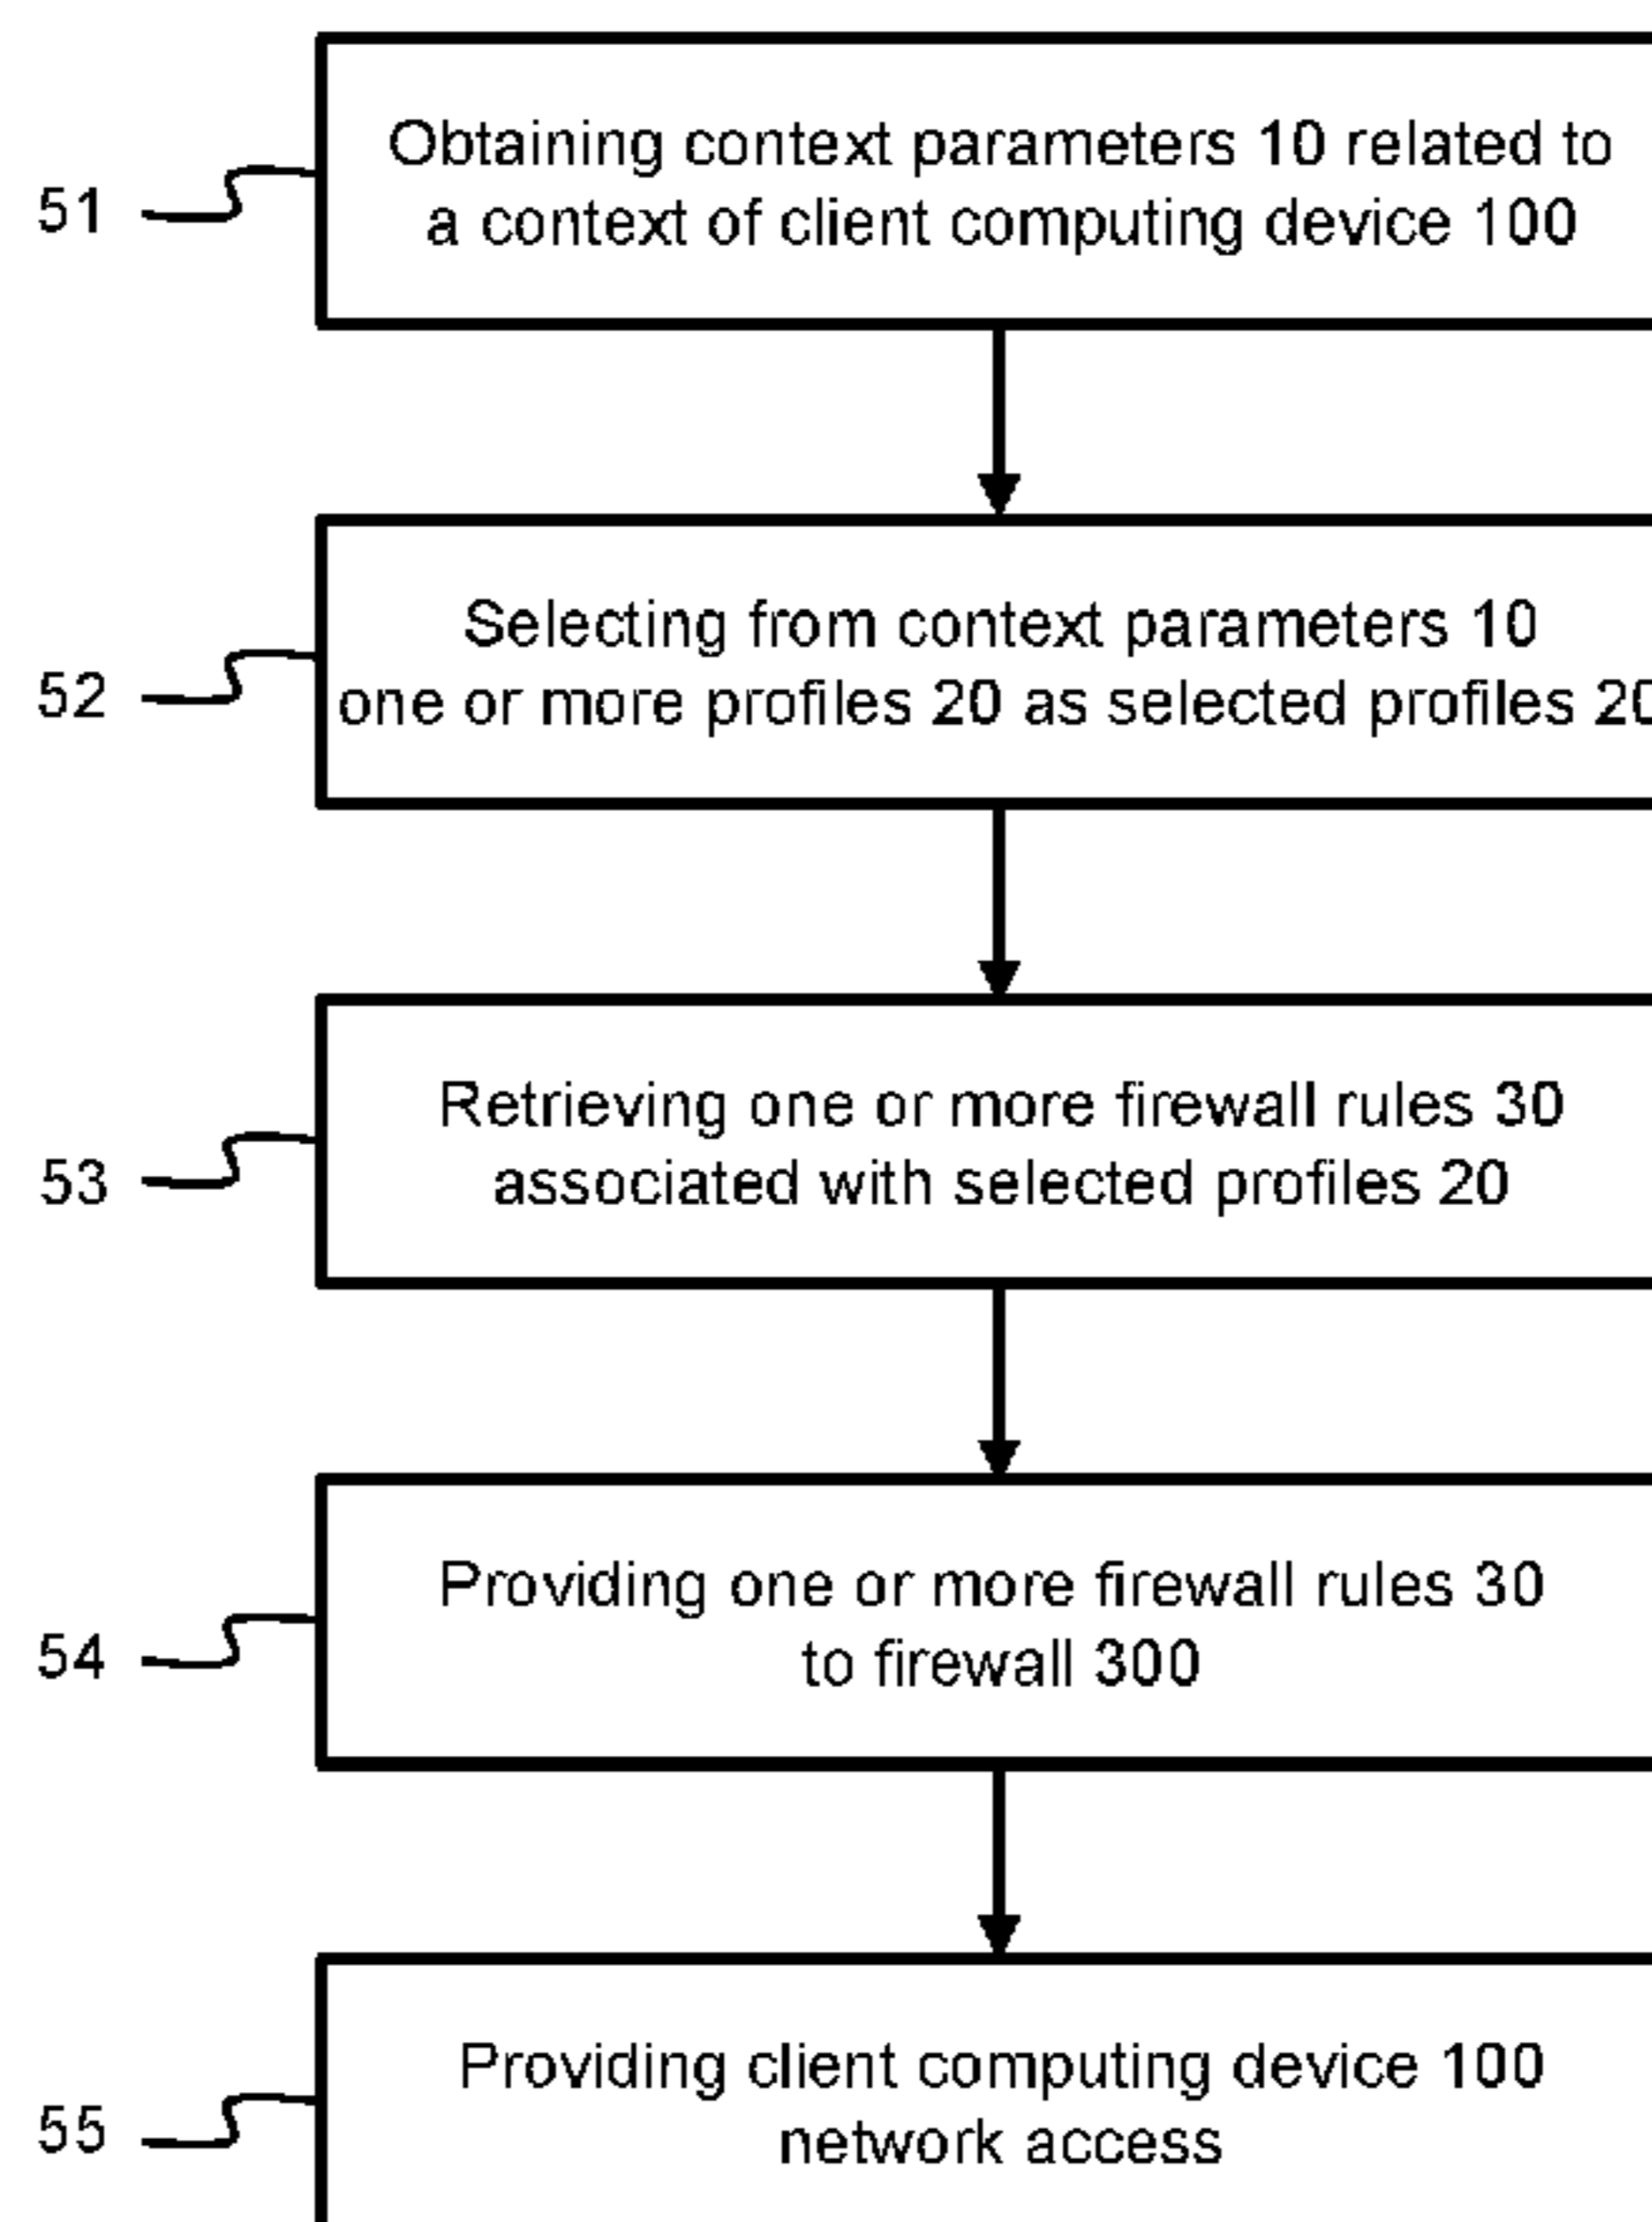 Obtaining context parameters 10 related to
a context of client computing device 100
51
Selecting from context parameters 10
one or more profiles 20 as selected profiles 20
52
Retrieving one or more firewall rules 30
associated with selected profiles 20
53
Providing one or more firewall rules 30
to firewall 300
54
Providing client computing device 100
network access
55